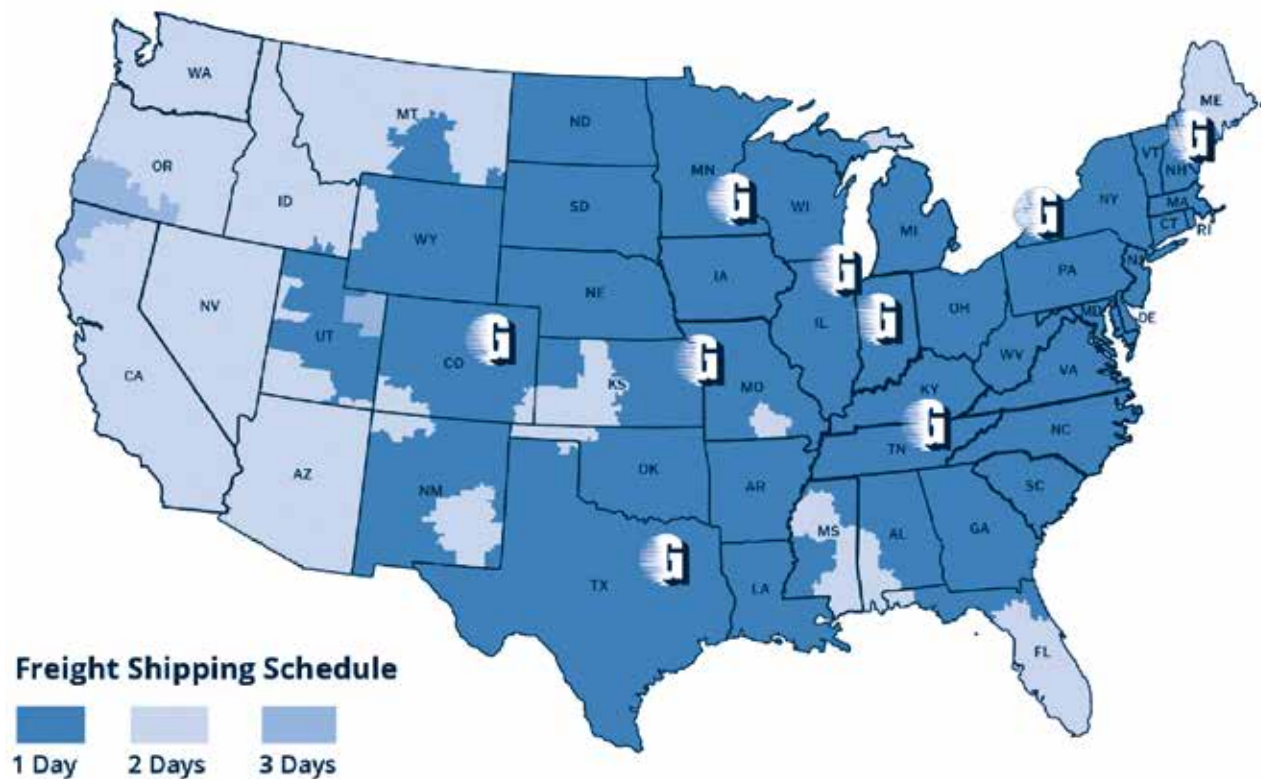 WA
MT
ND
MN
ME
VT
NH
OR
ID
SD
WI
MI
NY
MA
CT
RI
WY
IA
PA
NJ
NV
UT
NE
IL
OH
MD
DE
CA
CO
KS
MO
WV
VA
KY
AZ
NM
OK
AR
TN
NC
SC
MS
AL
GA
TX
LA
FL
G
G
G
G
G
G
G
G
G
Freight Shipping Schedule
1 Day
2 Days
3 Days